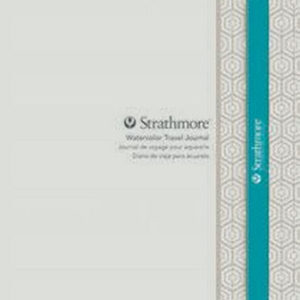 Strathmore®
Watercolor Travel Journal
Journal de voyage pour aquarelle
Diario de viaje para acuarela
Strathmore